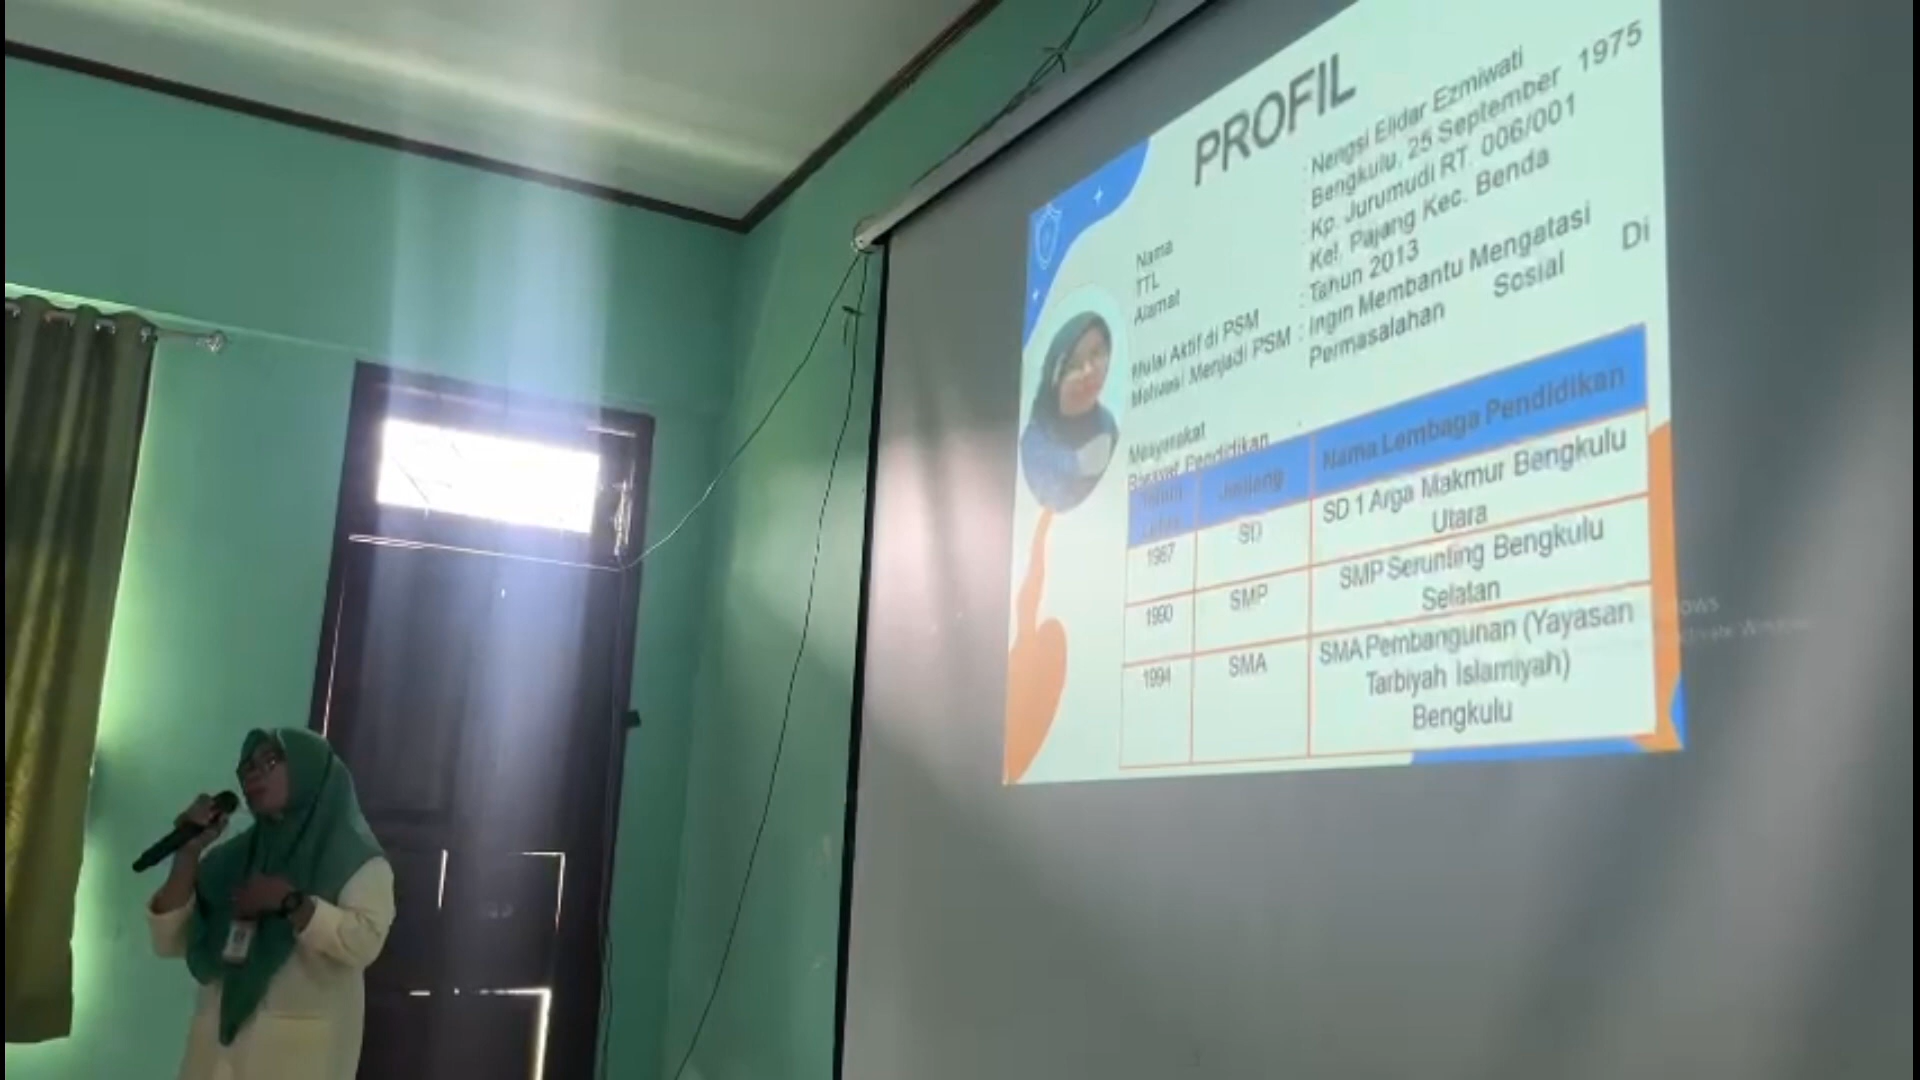 PROFIL
Nama : Nengsi Elidar Ezmiwati
TTL : Bengkulu, 25 September 1975
Alamat : Kp. Jurumudi RT. 006/001
Kel. Pajang Kec. Benda
Mulai Aktif di PSM : Tahun 2013
Motivasi Menjadi PSM : Ingin Membantu Mengatasi
Permasalahan Sosial Di
Masyarakat
Riwayat Pendidikan :
Tahun Jenjang Nama Lembaga Pendidikan
1987 SD SD 1 Arga Makmur Bengkulu
Utara
1990 SMP SMP Serunting Bengkulu
Selatan
1994 SMA SMA Pembangunan (Yayasan
Tarbiyah Islamiyah)
Bengkulu